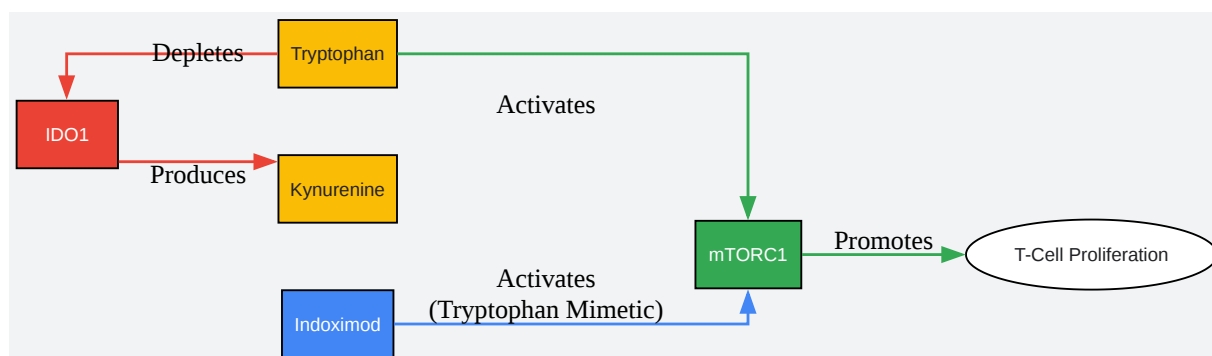 Depletes
Tryptophan
Activates
IDO1
Produces
Kynurenine
mTORC1
Promotes
T-Cell Proliferation
Activates
(Tryptophan Mimetic)
Indoximod